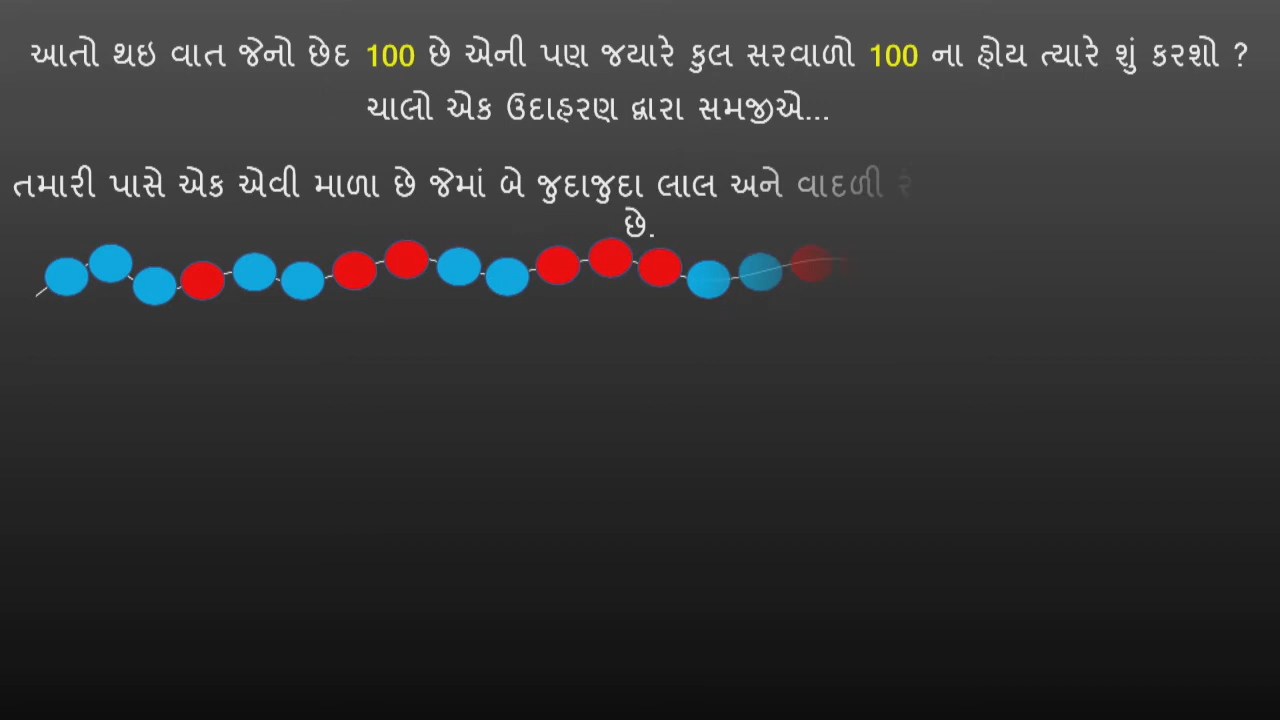 આતો થઇ વાત જેનો છેદ 100 છે એની પણ જયારે કુલ સરવાળો 100 ના હોય ત્યારે શું કરશો ?
ચાલો એક ઉદાહરણ દ્વારા સમજીએ...
તમારી પાસે એક એવી માળા છે જેમાં બે જુદાજુદા લાલ અને વાદળી
છે.